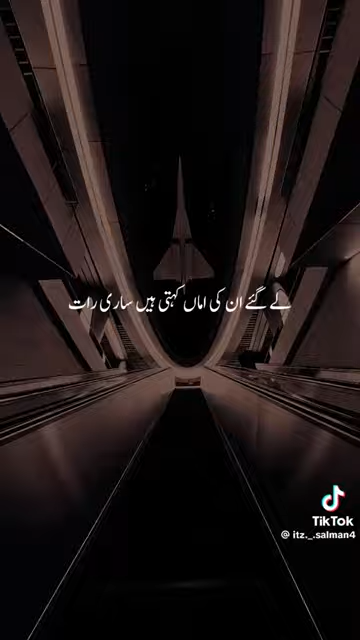 لے گئے ان کی اماں کہتی ہیں ساری رات
TikTok
@ itz._.salman4